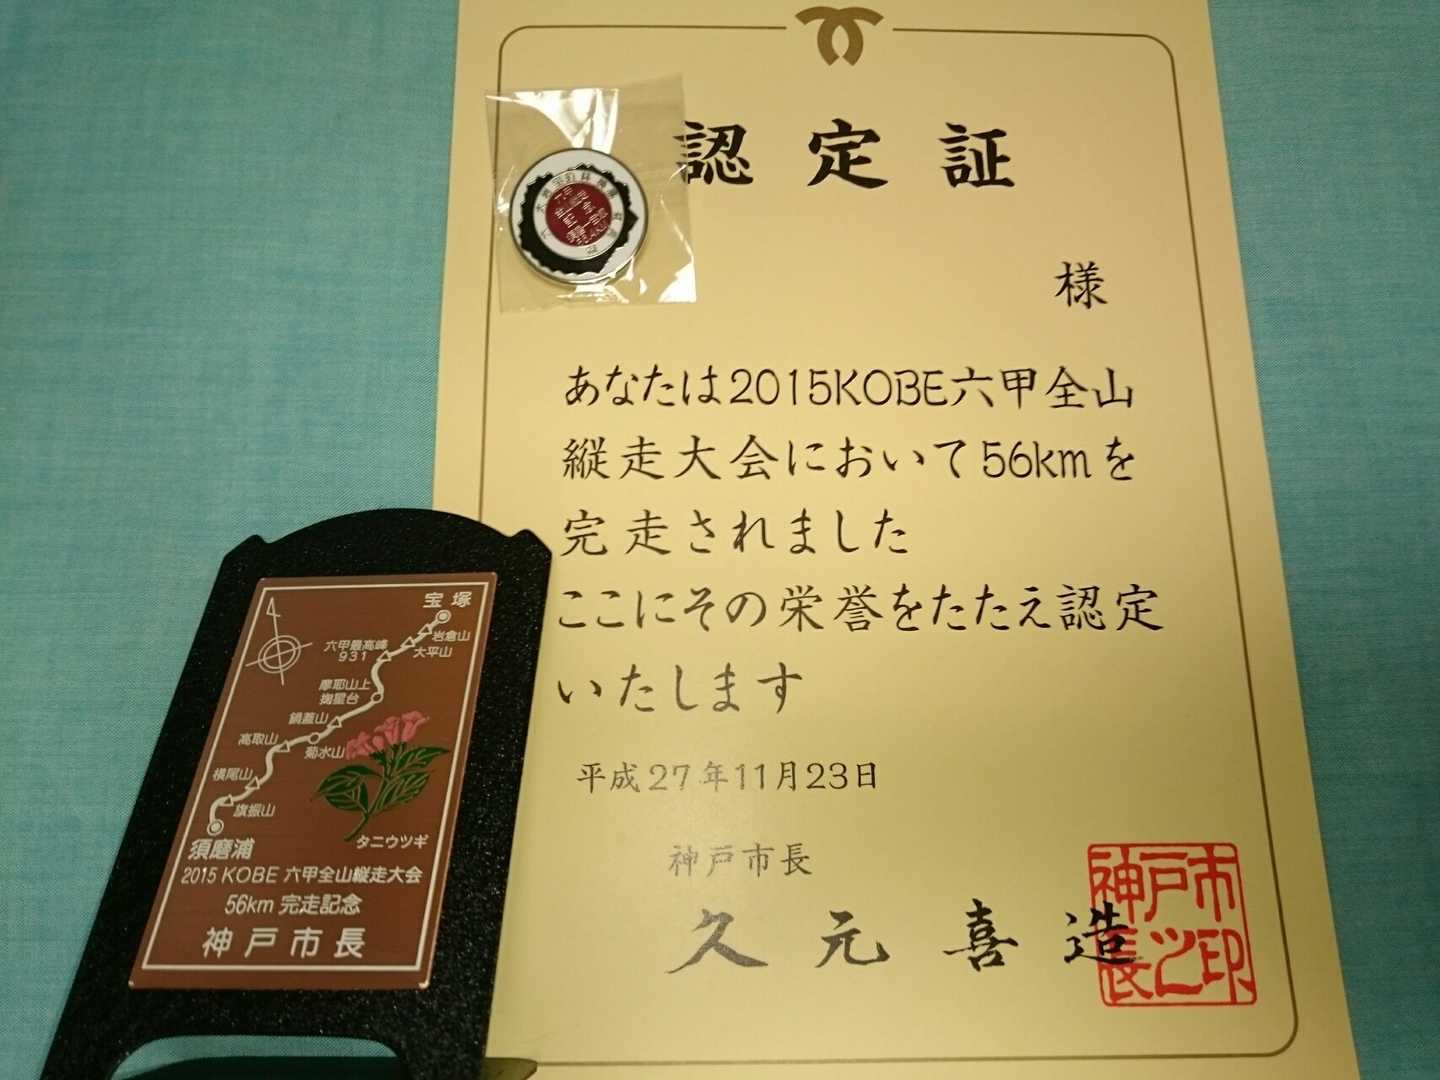 認定証
様
あなたは2015KOBE六甲全山
縦走大会において56kmを
完走されました
ここにその栄誉をたたえ認定
いたします
平成27年11月23日
神戸市長
久元喜造
神戸市
長之印
宝塚
岩倉山
大平山
六甲最高峰
931
摩耶山上
掬星台
鍋蓋山
菊水山
高取山
横尾山
旗振山
須磨浦
タニウツギ
2015 KOBE 六甲全山縦走大会
56km 完走記念
神戸市長